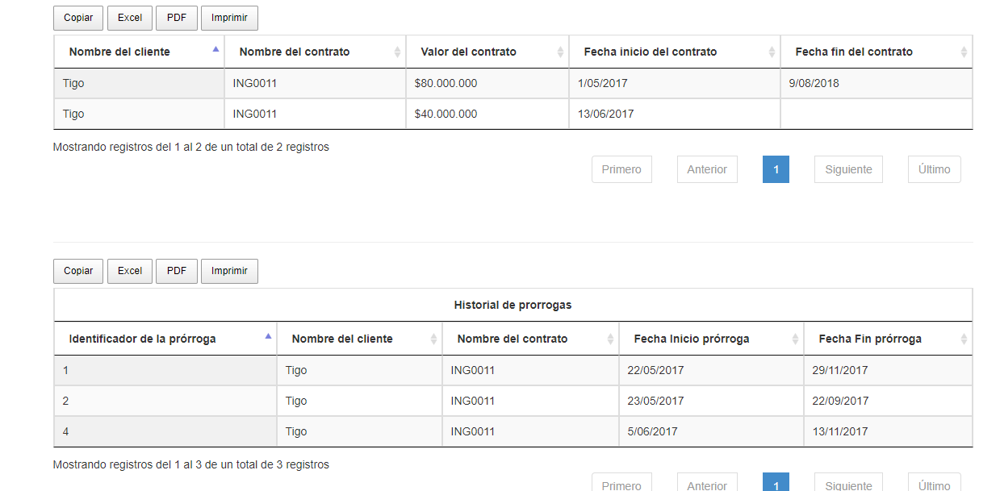 Copiar Excel PDF Imprimir
Nombre del cliente Nombre del contrato Valor del contrato Fecha inicio del contrato Fecha fin del contrato
Tigo ING0011 $80.000.000 1/05/2017 9/08/2018
Tigo ING0011 $40.000.000 13/06/2017
Mostrando registros del 1 al 2 de un total de 2 registros
Primero Anterior 1 Siguiente Último
Copiar Excel PDF Imprimir
Historial de prorrogas
Identificador de la prórroga Nombre del cliente Nombre del contrato Fecha Inicio prórroga Fecha Fin prórroga
1 Tigo ING0011 22/05/2017 29/11/2017
2 Tigo ING0011 23/05/2017 22/09/2017
4 Tigo ING0011 5/06/2017 13/11/2017
Mostrando registros del 1 al 3 de un total de 3 registros
Primero Anterior 1 Siguiente Último